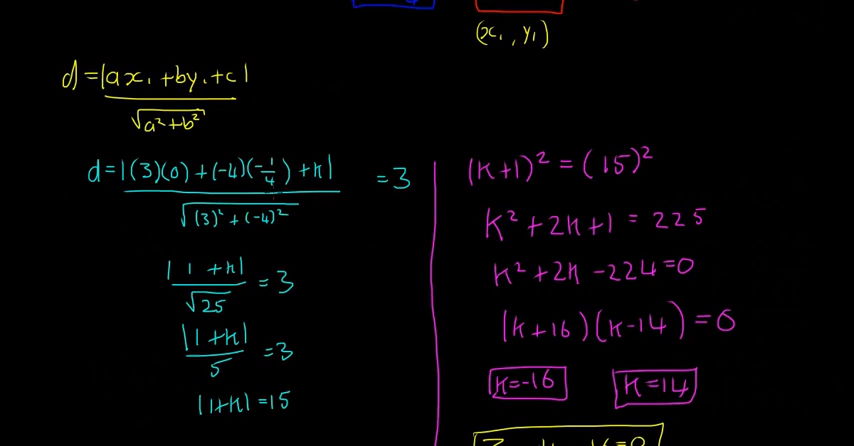 (x₁, y₁)
d = |ax₁ + by₁ + c|
√a² + b²
d = |(3)(0) + (-4)(-1/4) + k| = 3
√(3)² + (-4)²
|1 + k| = 3
√25
|1 + k| = 3
5
|1+k| = 15
(k+1)² = (15)²
k² + 2k + 1 = 225
k² + 2k - 224 = 0
(k+16)(k-14) = 0
k=-16 k=14